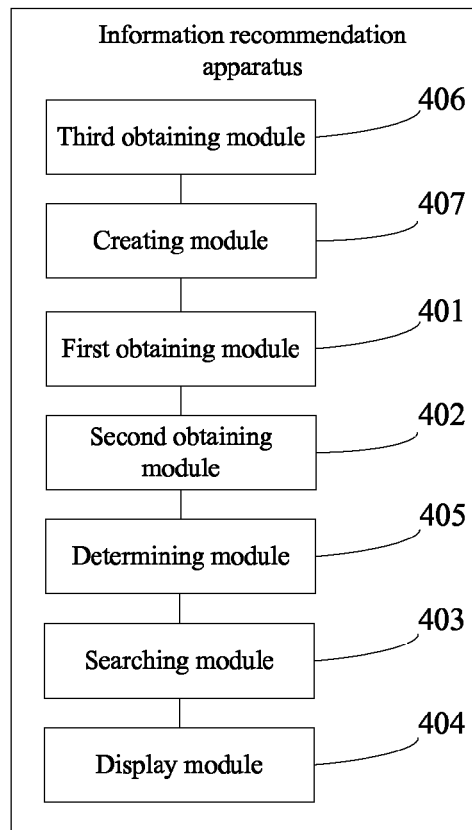 Information recommendation
apparatus
406
Third obtaining module
407
Creating module
401
First obtaining module
402
Second obtaining
module
405
Determining module
403
Searching module
404
Display module